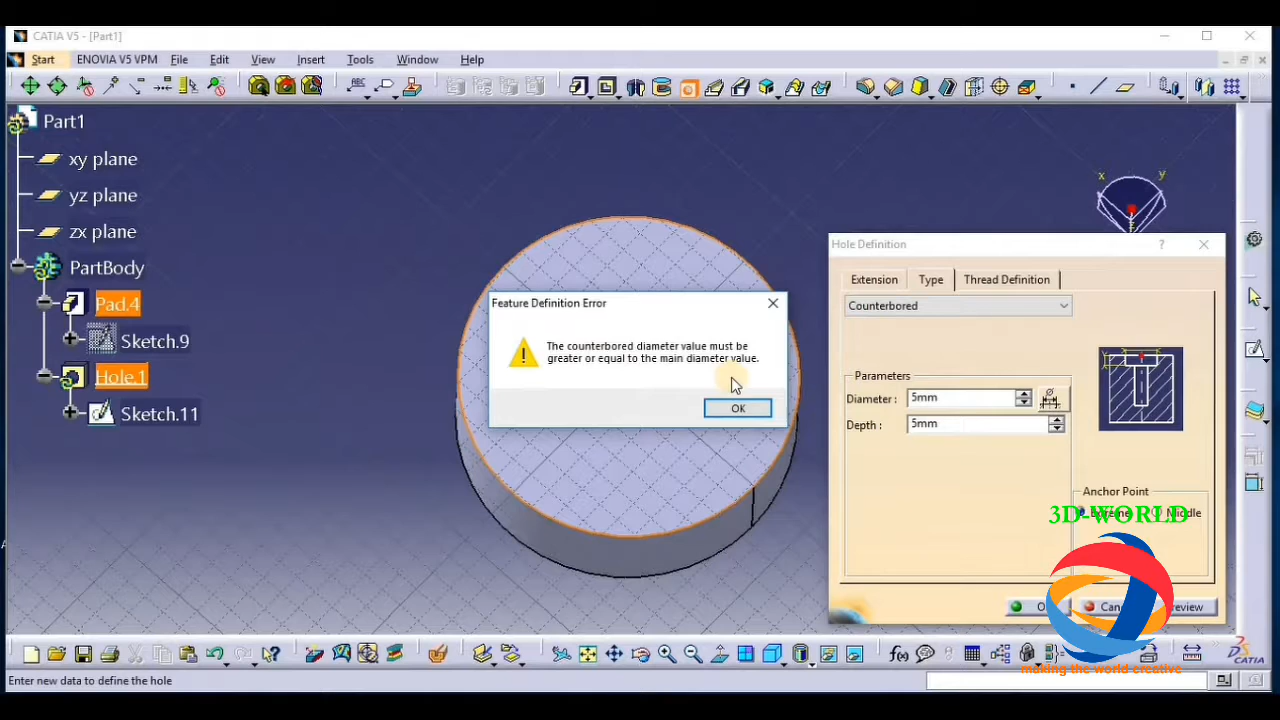 CATIA V5 - [Part1]
Start ENOVIA V5 VPM File Edit View Insert Tools Window Help
Part1
xy plane
yz plane
zx plane
PartBody
Pad.4
Sketch.9
Hole.1
Sketch.11
x y
Feature Definition Error
The counterbored diameter value must be
greater or equal to the main diameter value.
OK
Hole Definition
Extension Type Thread Definition
Counterbored
Parameters
Diameter : 5mm
Depth : 5mm
Anchor Point
Middle
3D-WORLD
making the world creative
f(x)
CATIA
Enter new data to define the hole